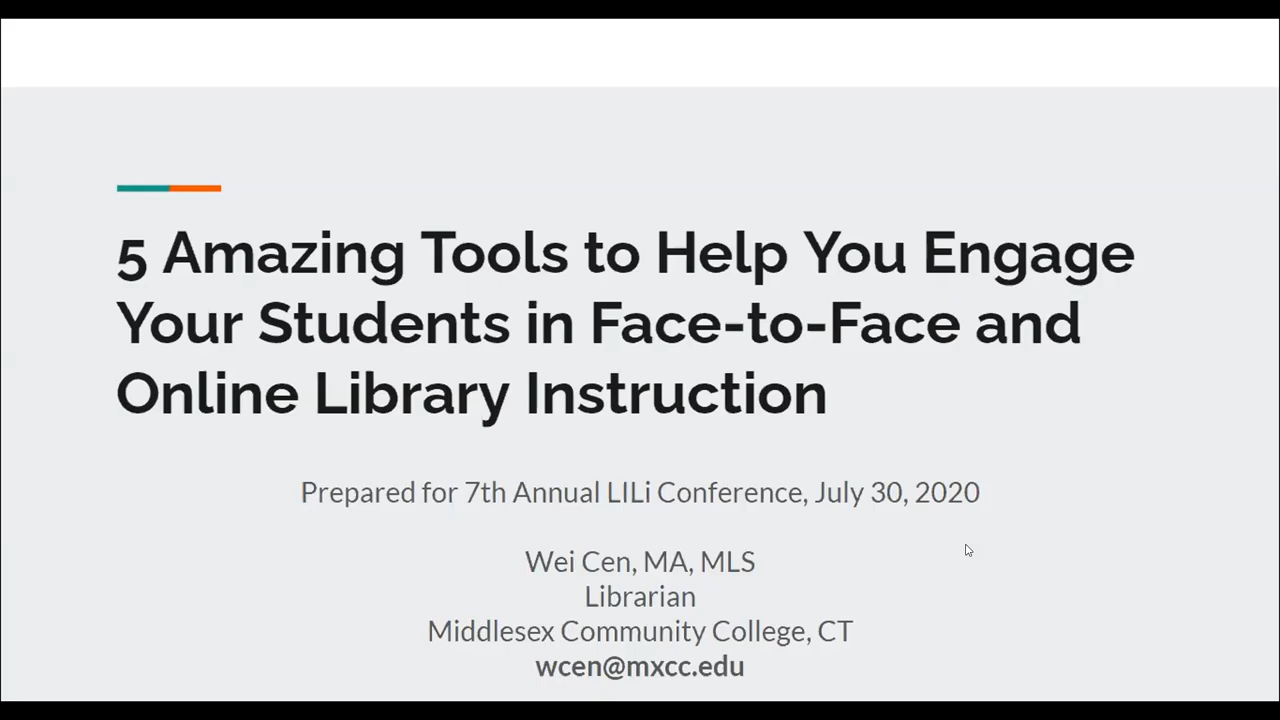 5 Amazing Tools to Help You Engage
Your Students in Face-to-Face and
Online Library Instruction
Prepared for 7th Annual LILi Conference, July 30, 2020
Wei Cen, MA, MLS
Librarian
Middlesex Community College, CT
wcen@mxcc.edu